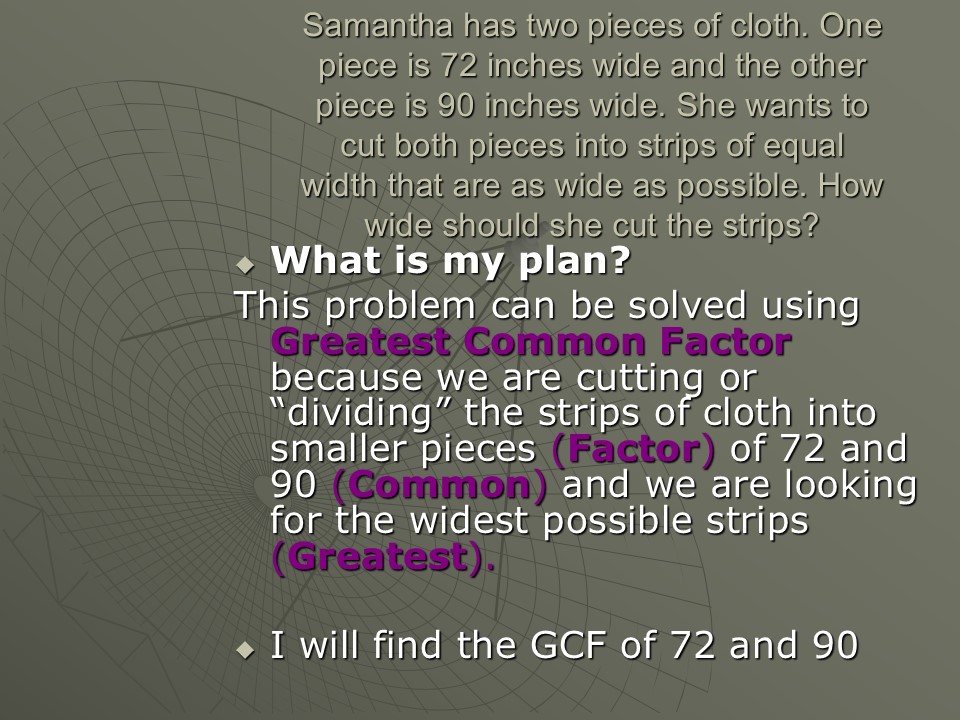 Samantha has two pieces of cloth. One
piece is 72 inches wide and the other
piece is 90 inches wide. She wants to
cut both pieces into strips of equal
width that are as wide as possible. How
wide should she cut the strips?
What is my plan?
This problem can be solved using
Greatest Common Factor
because we are cutting or
“dividing” the strips of cloth into
smaller pieces (Factor) of 72 and
90 (Common) and we are looking
for the widest possible strips
(Greatest).
I will find the GCF of 72 and 90